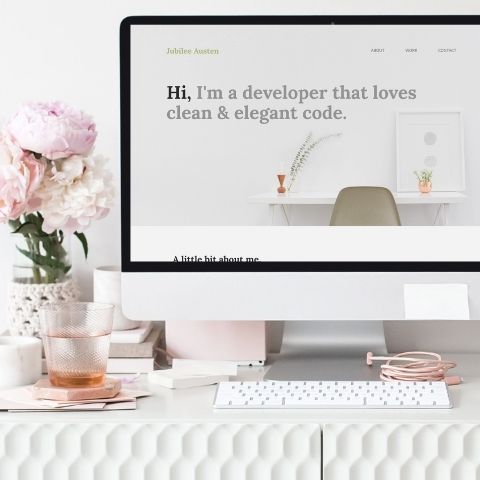 Jubilee Austen
ABOUT WORK CONTACT
Hi, I'm a developer that loves
clean & elegant code.
A little bit about me.